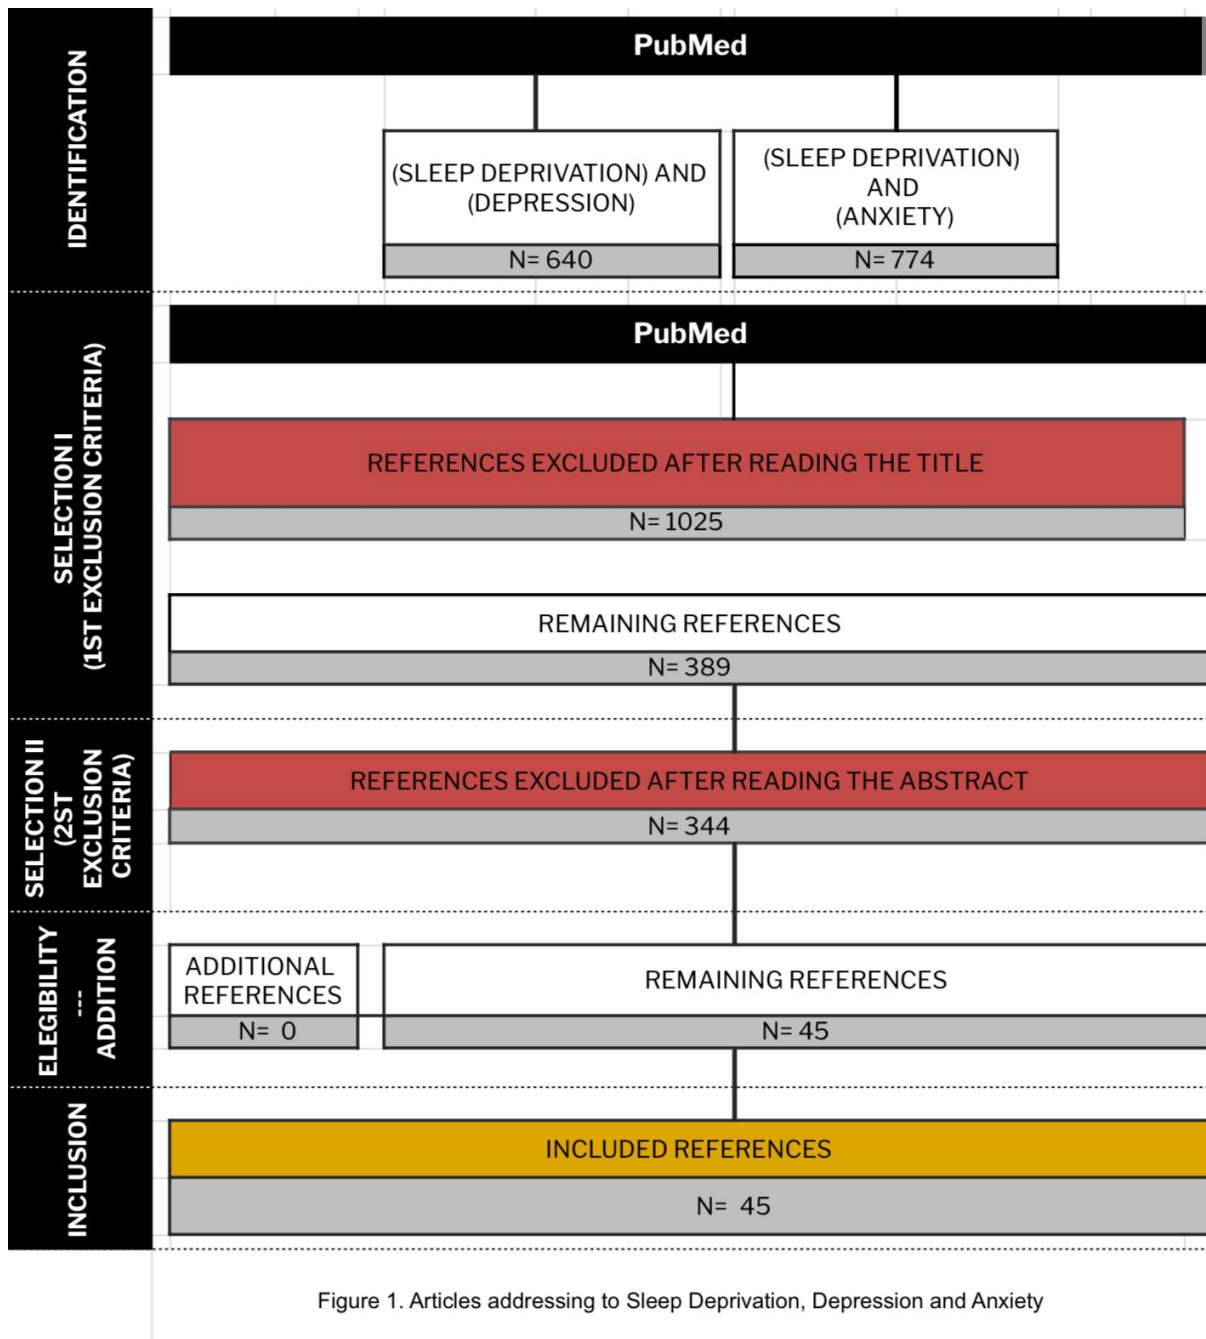 IDENTIFICATION
PubMed
(SLEEP DEPRIVATION) AND
(DEPRESSION)
N= 640
(SLEEP DEPRIVATION)
AND
(ANXIETY)
N= 774
SELECTION I
(1ST EXCLUSION CRITERIA)
PubMed
REFERENCES EXCLUDED AFTER READING THE TITLE
N= 1025
REMAINING REFERENCES
N= 389
SELECTION II
(2ST
EXCLUSION
CRITERIA)
REFERENCES EXCLUDED AFTER READING THE ABSTRACT
N= 344
ELEGIBILITY
---
ADDITION
ADDITIONAL
REFERENCES
N= 0
REMAINING REFERENCES
N= 45
INCLUSION
INCLUDED REFERENCES
N= 45
Figure 1. Articles addressing to Sleep Deprivation, Depression and Anxiety